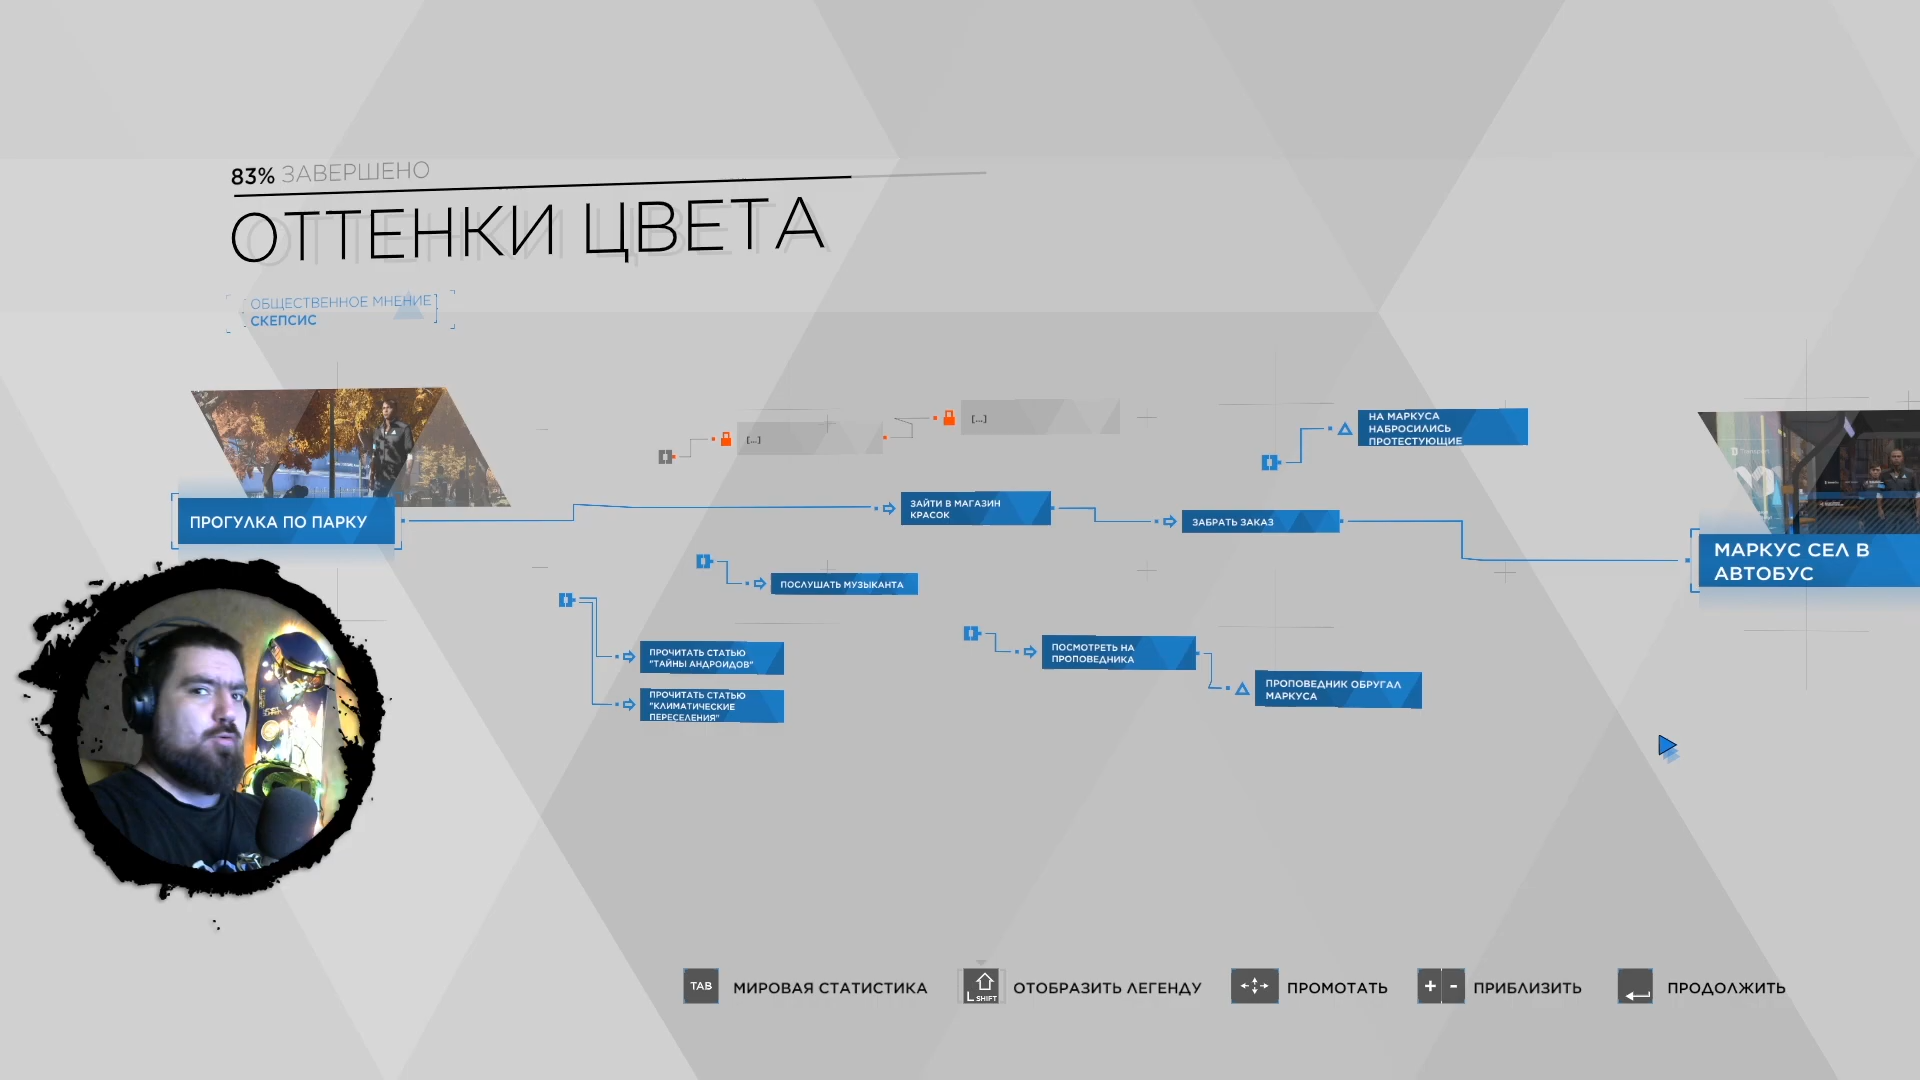 83% ЗАВЕРШЕНО
ОТТЕНКИ ЦВЕТА
ОБЩЕСТВЕННОЕ МНЕНИЕ
СКЕПСИС
[...]
[...]
НА МАРКУСА
НАБРОСИЛИСЬ
ПРОТЕСТУЮЩИЕ
ПРОГУЛКА ПО ПАРКУ
ЗАЙТИ В МАГАЗИН
КРАСОК
ЗАБРАТЬ ЗАКАЗ
МАРКУС СЕЛ В
АВТОБУС
ПОСЛУШАТЬ МУЗЫКАНТА
ПРОЧИТАТЬ СТАТЬЮ
"ТАЙНЫ АНДРОИДОВ"
ПРОЧИТАТЬ СТАТЬЮ
"КЛИМАТИЧЕСКИЕ
ПЕРЕСЕЛЕНИЯ"
ПОСМОТРЕТЬ НА
ПРОПОВЕДНИКА
ПРОПОВЕДНИК ОБРУГАЛ
МАРКУСА
TAB МИРОВАЯ СТАТИСТИКА
L SHIFT ОТОБРАЗИТЬ ЛЕГЕНДУ
ПРОМОТАТЬ
+ - ПРИБЛИЗИТЬ
ПРОДОЛЖИТЬ